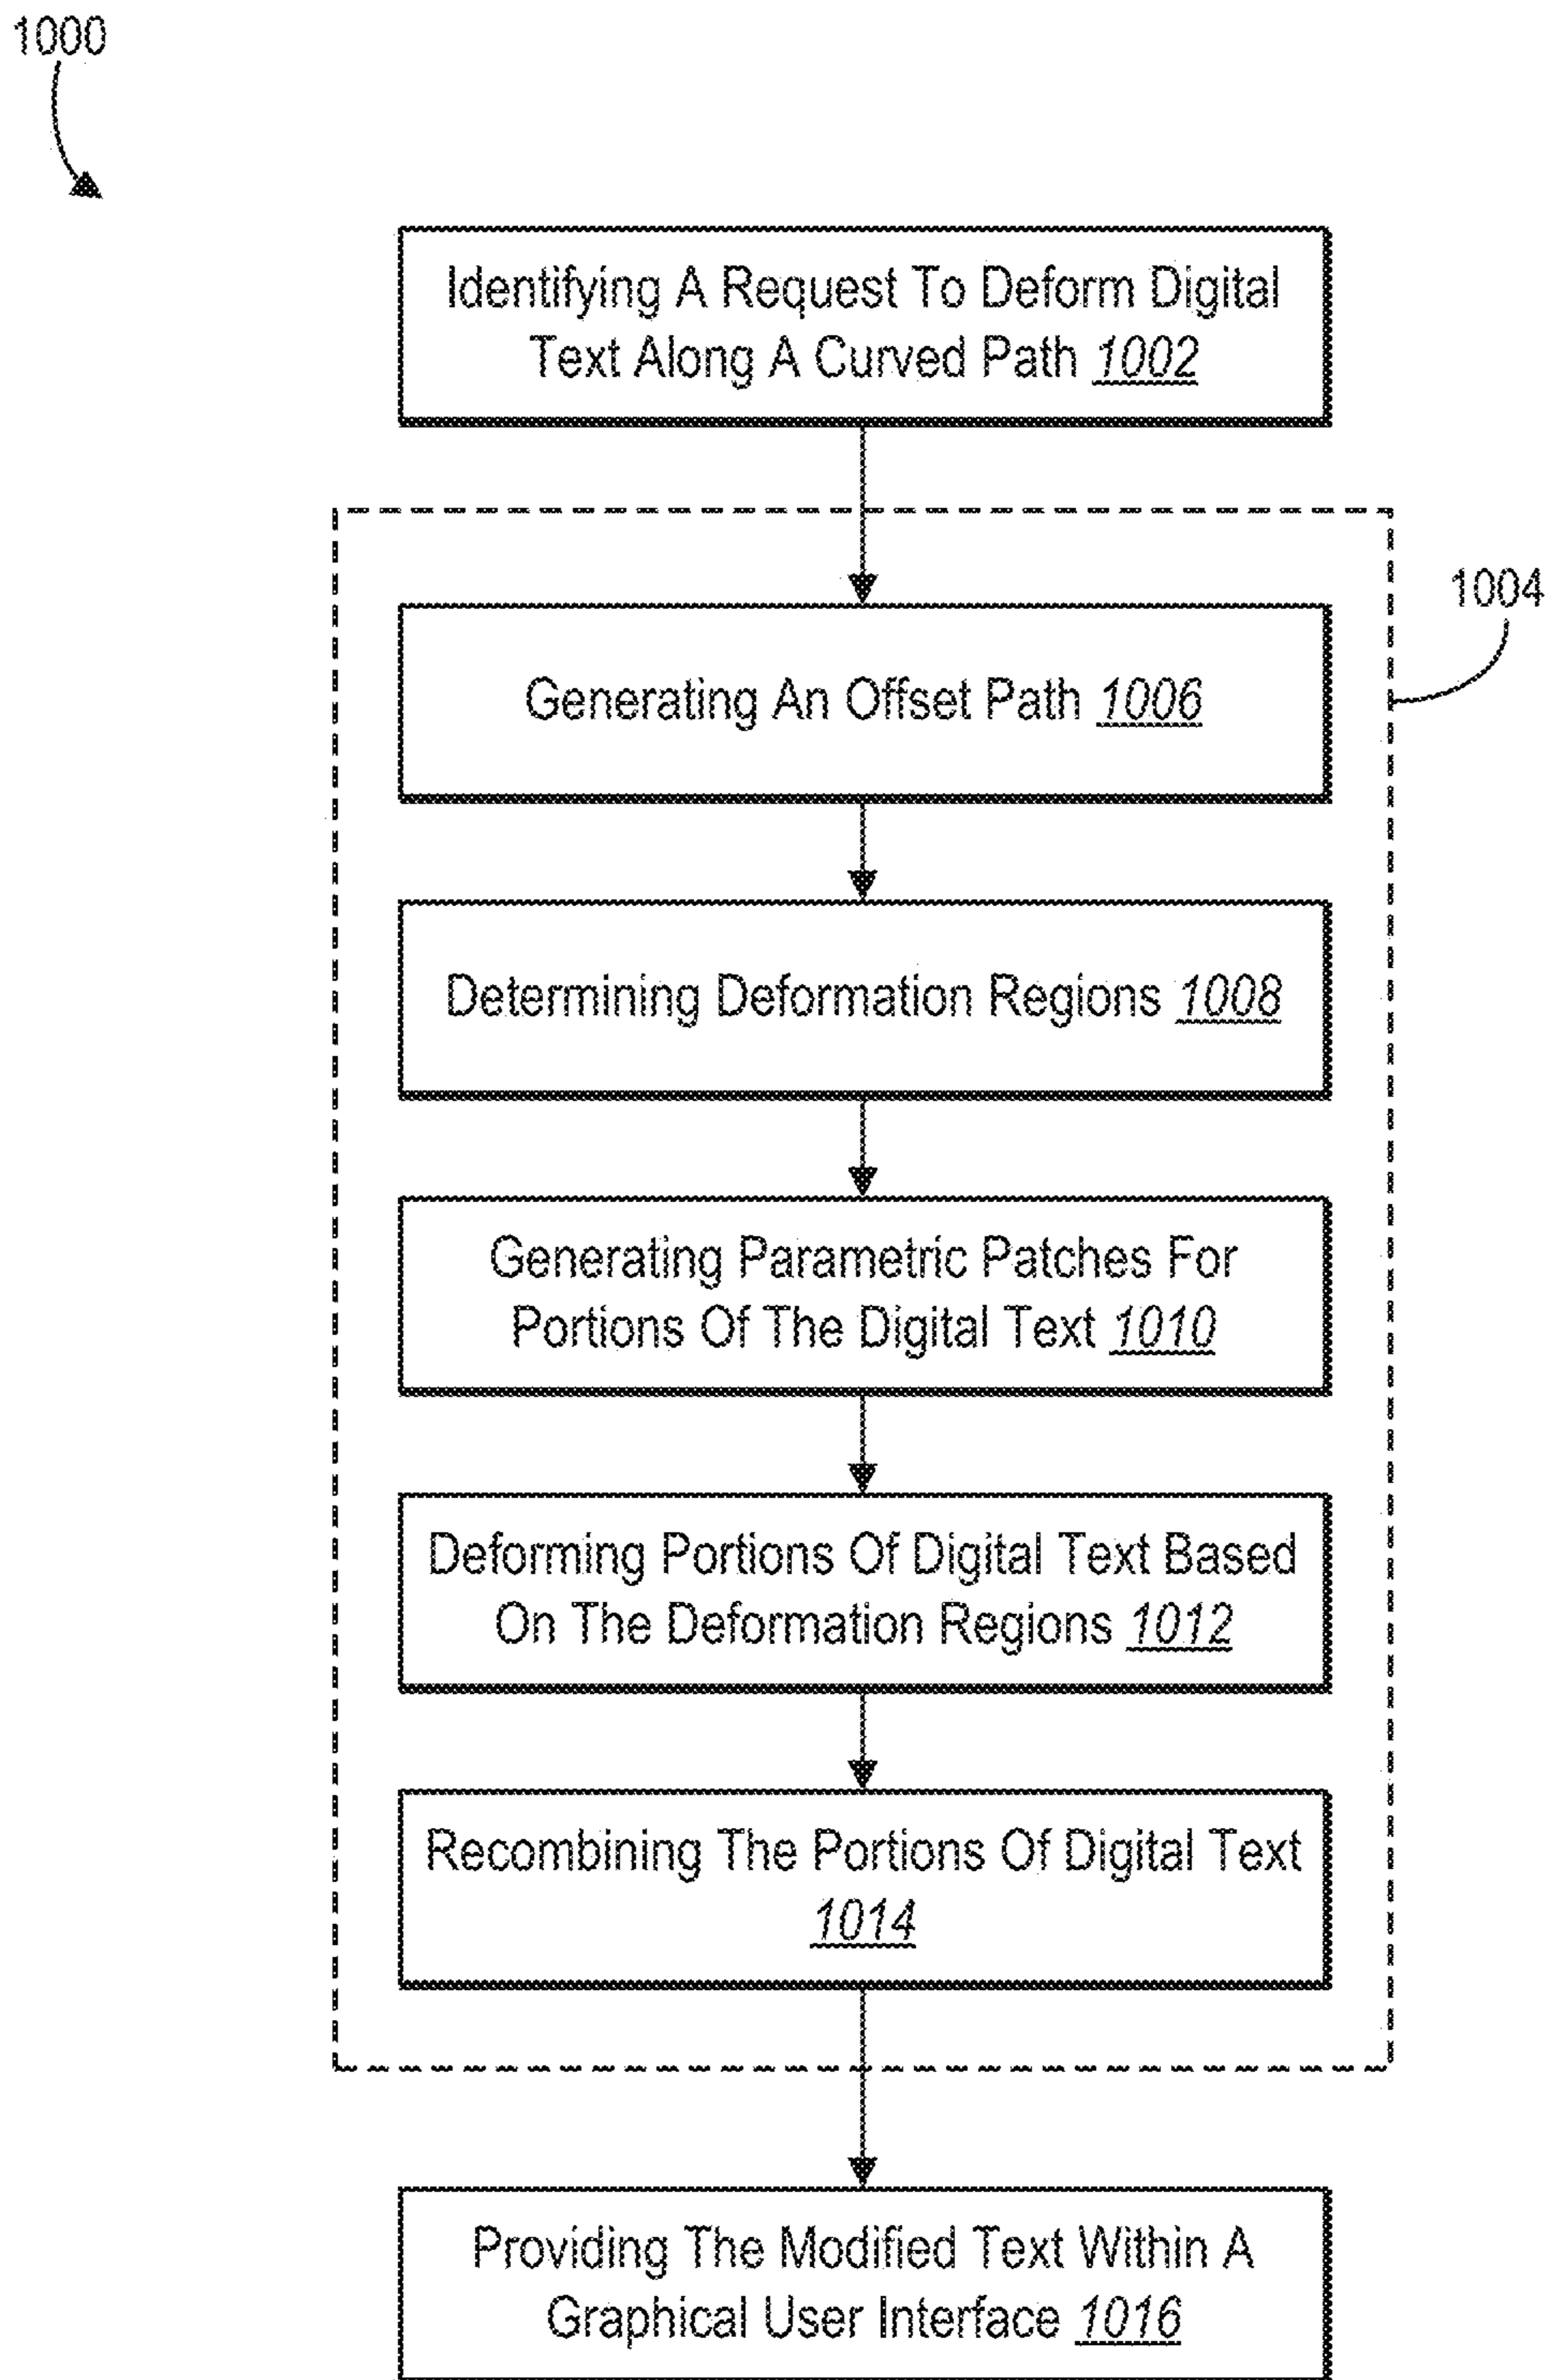 1000
Identifying A Request To Deform Digital
Text Along A Curved Path 1002
1004
Generating An Offset Path 1006
Determining Deformation Regions 1008
Generating Parametric Patches For
Portions Of The Digital Text 1010
Deforming Portions Of Digital Text Based
On The Deformation Regions 1012
Recombining The Portions Of Digital Text
1014
Providing The Modified Text Within A
Graphical User Interface 1016